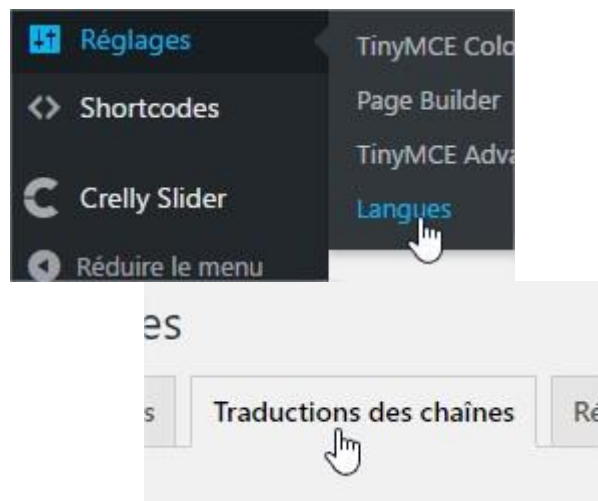 Réglages
Shortcodes
Crelly Slider
Réduire le menu
TinyMCE Colo
Page Builder
TinyMCE Adva
Langues
es
s
Traductions des chaînes
Ré